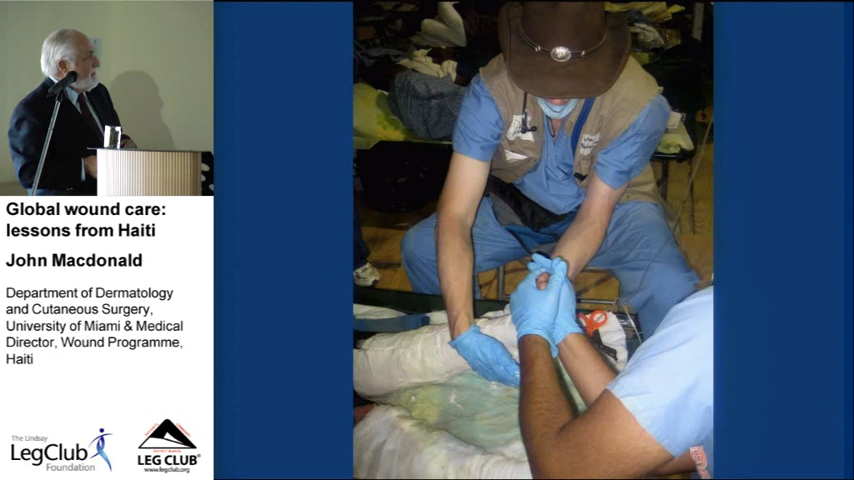 Global wound care:
lessons from Haiti
John Macdonald
Department of Dermatology
and Cutaneous Surgery,
University of Miami & Medical
Director, Wound Programme,
Haiti
The Lindsay
LegClub
Foundation
LEG CLUB®
www.legclub.org